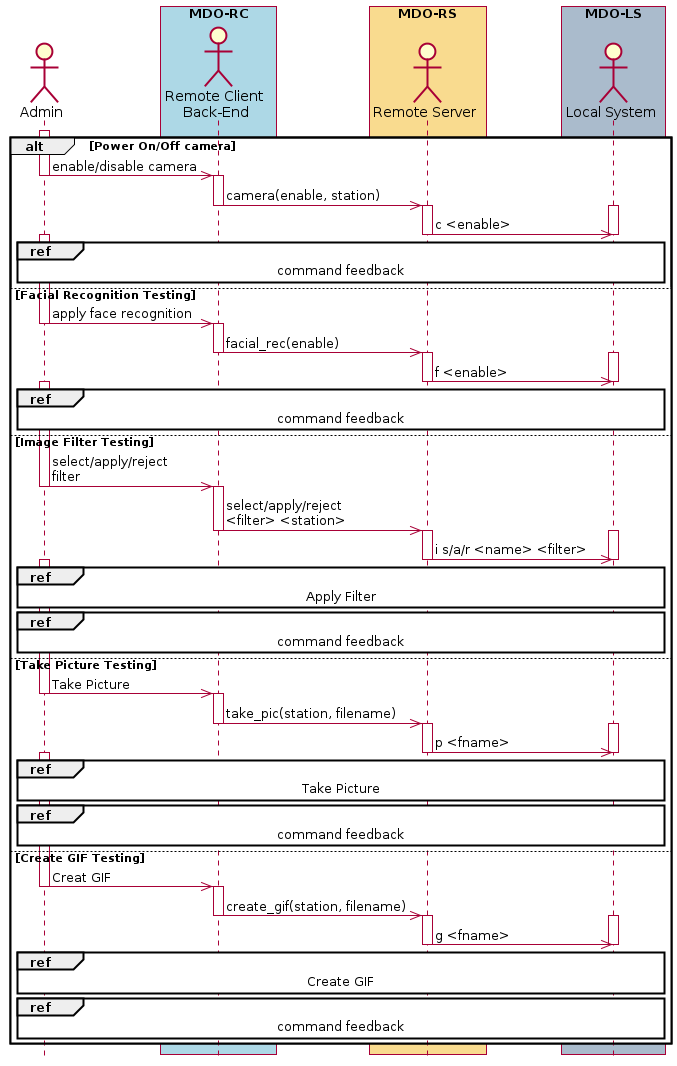 MDO-RC
MDO-RS
MDO-LS
Admin
Remote Client
Back-End
Remote Server
Local System
alt [Power On/Off camera]
enable/disable camera
camera(enable, station)
c <enable>
ref
command feedback
[Facial Recognition Testing]
apply face recognition
facial_rec(enable)
f <enable>
ref
command feedback
[Image Filter Testing]
select/apply/reject
filter
select/apply/reject
<filter> <station>
i s/a/r <name> <filter>
ref
Apply Filter
ref
command feedback
[Take Picture Testing]
Take Picture
take_pic(station, filename)
p <fname>
ref
Take Picture
ref
command feedback
[Create GIF Testing]
Creat GIF
create_gif(station, filename)
g <fname>
ref
Create GIF
ref
command feedback